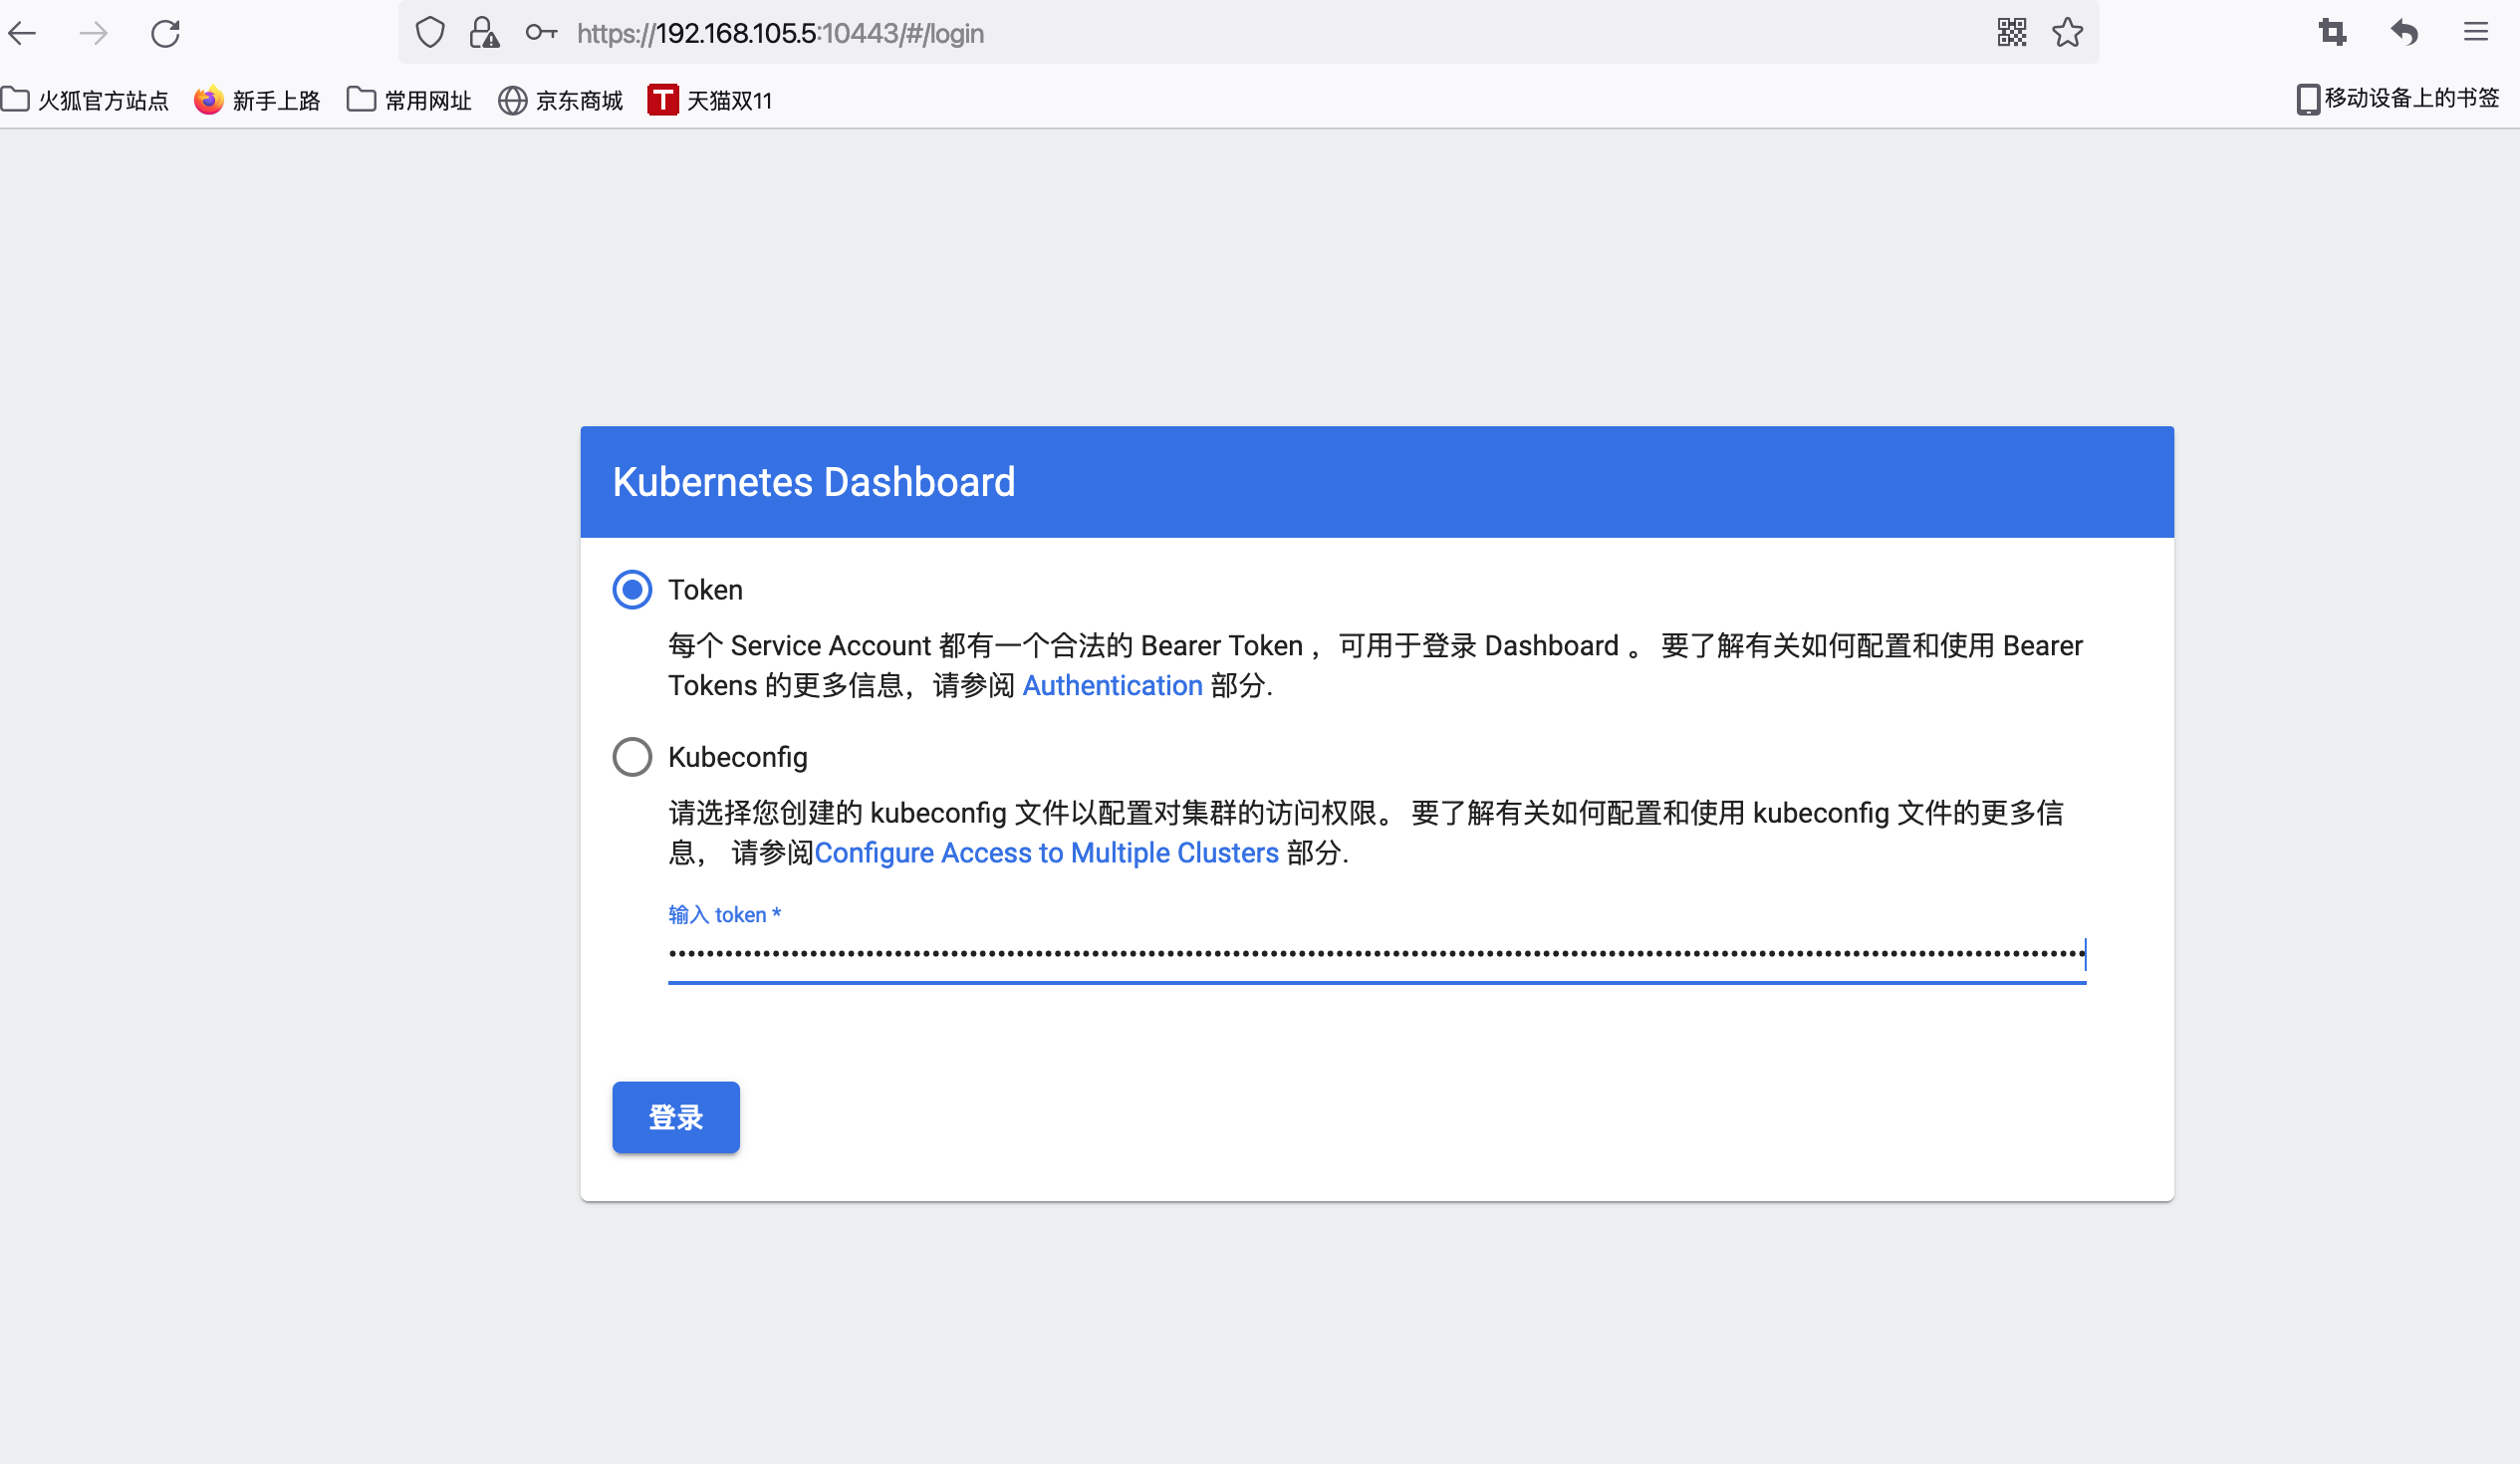 https://192.168.105.5:10443/#/login
火狐官方站点 新手上路 常用网址 京东商城 T 天猫双11 移动设备上的书签
Kubernetes Dashboard
Token
每个 Service Account 都有一个合法的 Bearer Token ，可用于登录 Dashboard 。 要了解有关如何配置和使用 Bearer
Tokens 的更多信息，请参阅 Authentication 部分.
Kubeconfig
请选择您创建的 kubeconfig 文件以配置对集群的访问权限。 要了解有关如何配置和使用 kubeconfig 文件的更多信
息， 请参阅Configure Access to Multiple Clusters 部分.
输入 token *
登录